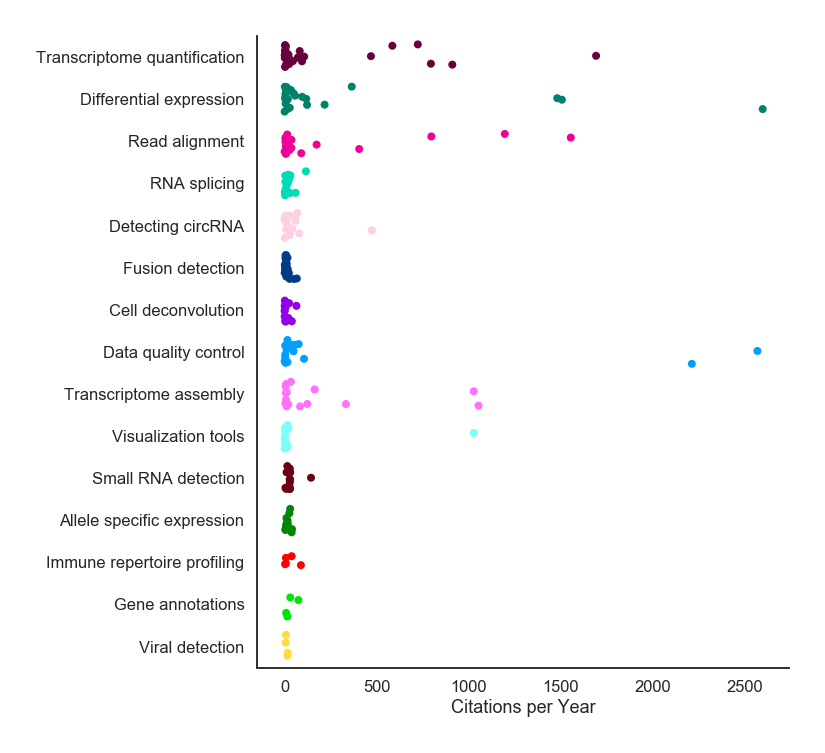 Transcriptome quantification
Differential expression
Read alignment
RNA splicing
Detecting circRNA
Fusion detection
Cell deconvolution
Data quality control
Transcriptome assembly
Visualization tools
Small RNA detection
Allele specific expression
Immune repertoire profiling
Gene annotations
Viral detection
0 500 1000 1500 2000 2500
Citations per Year